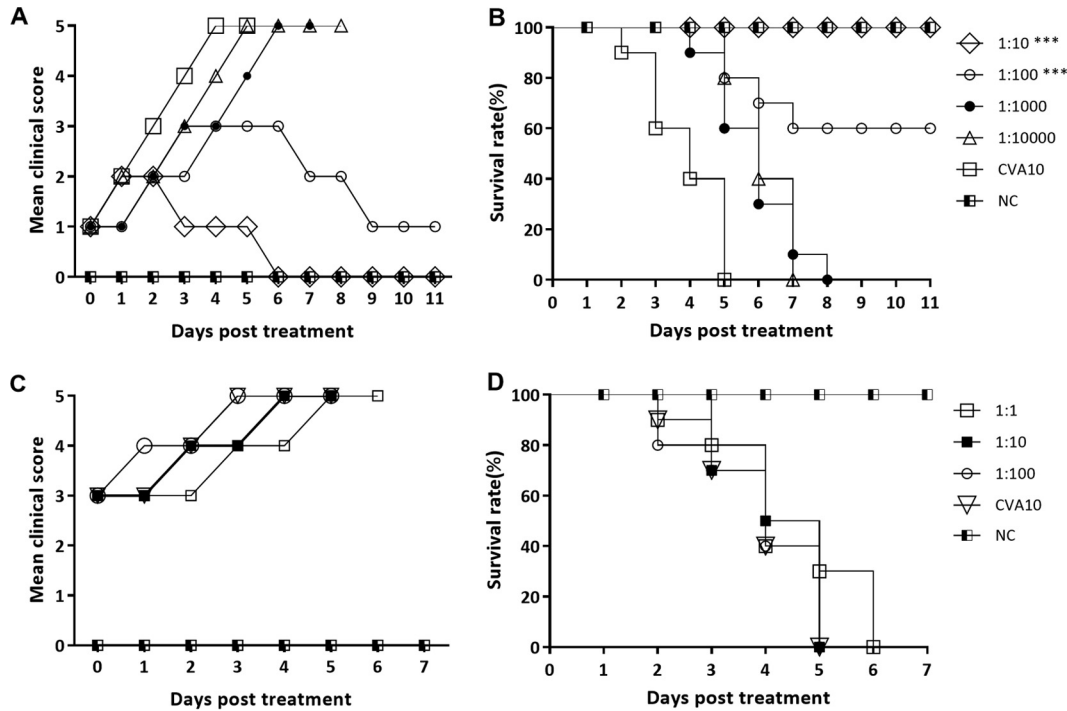 A
Mean clinical score
5
4
3
2
1
0
0 1 2 3 4 5 6 7 8 9 10 11
Days post treatment
B
Survival rate(%)
100
80
60
40
20
0
0 1 2 3 4 5 6 7 8 9 10 11
Days post treatment
1:10 ***
1:100 ***
1:1000
1:10000
CVA10
NC
C
Mean clinical score
5
4
3
2
1
0
0 1 2 3 4 5 6 7
Days post treatment
D
Survival rate(%)
100
80
60
40
20
0
0 1 2 3 4 5 6 7
Days post treatment
1:1
1:10
1:100
CVA10
NC